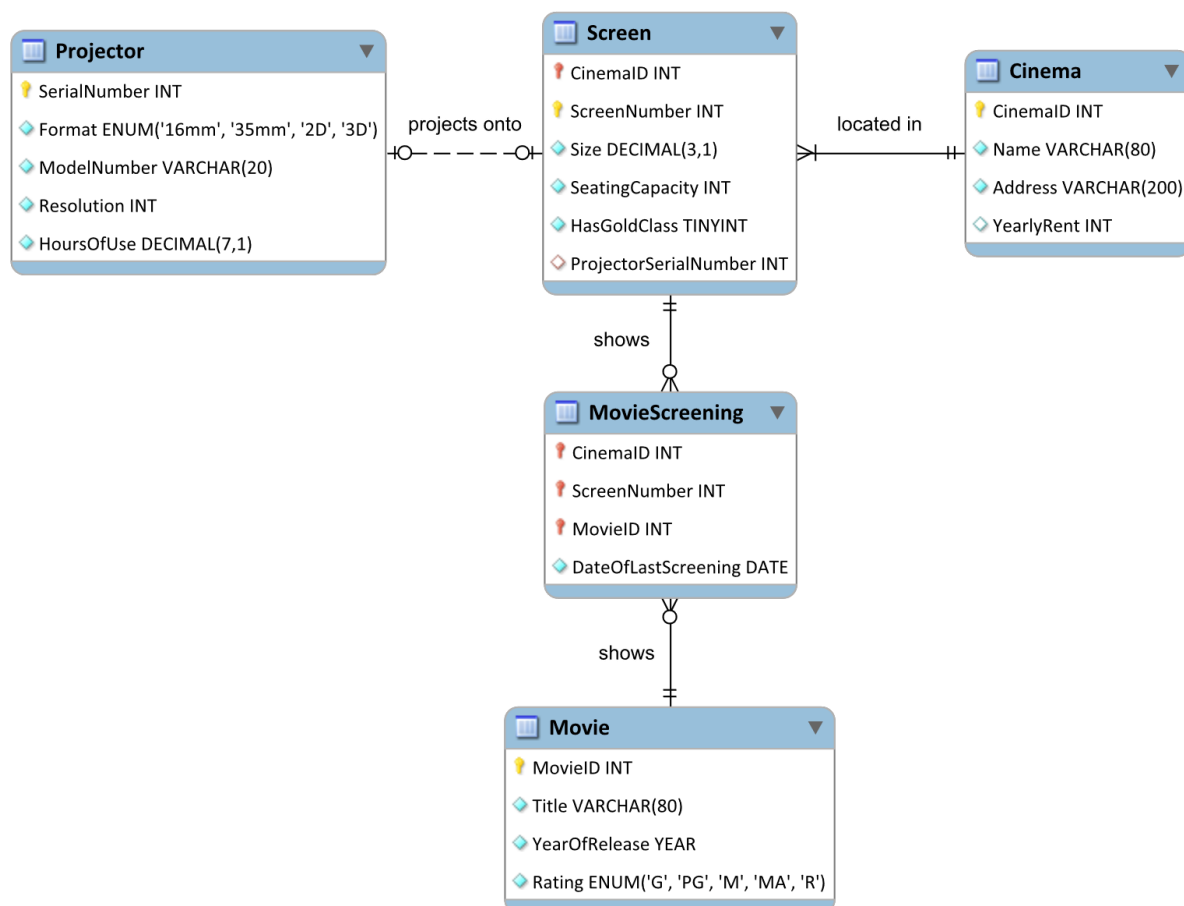 Projector
SerialNumber INT
Format ENUM('16mm', '35mm', '2D', '3D')
ModelNumber VARCHAR(20)
Resolution INT
HoursOfUse DECIMAL(7,1)
projects onto
Screen
CinemaID INT
ScreenNumber INT
Size DECIMAL(3,1)
SeatingCapacity INT
HasGoldClass TINYINT
ProjectorSerialNumber INT
located in
Cinema
CinemaID INT
Name VARCHAR(80)
Address VARCHAR(200)
YearlyRent INT
shows
MovieScreening
CinemaID INT
ScreenNumber INT
MovieID INT
DateOfLastScreening DATE
shows
Movie
MovieID INT
Title VARCHAR(80)
YearOfRelease YEAR
Rating ENUM('G', 'PG', 'M', 'MA', 'R')